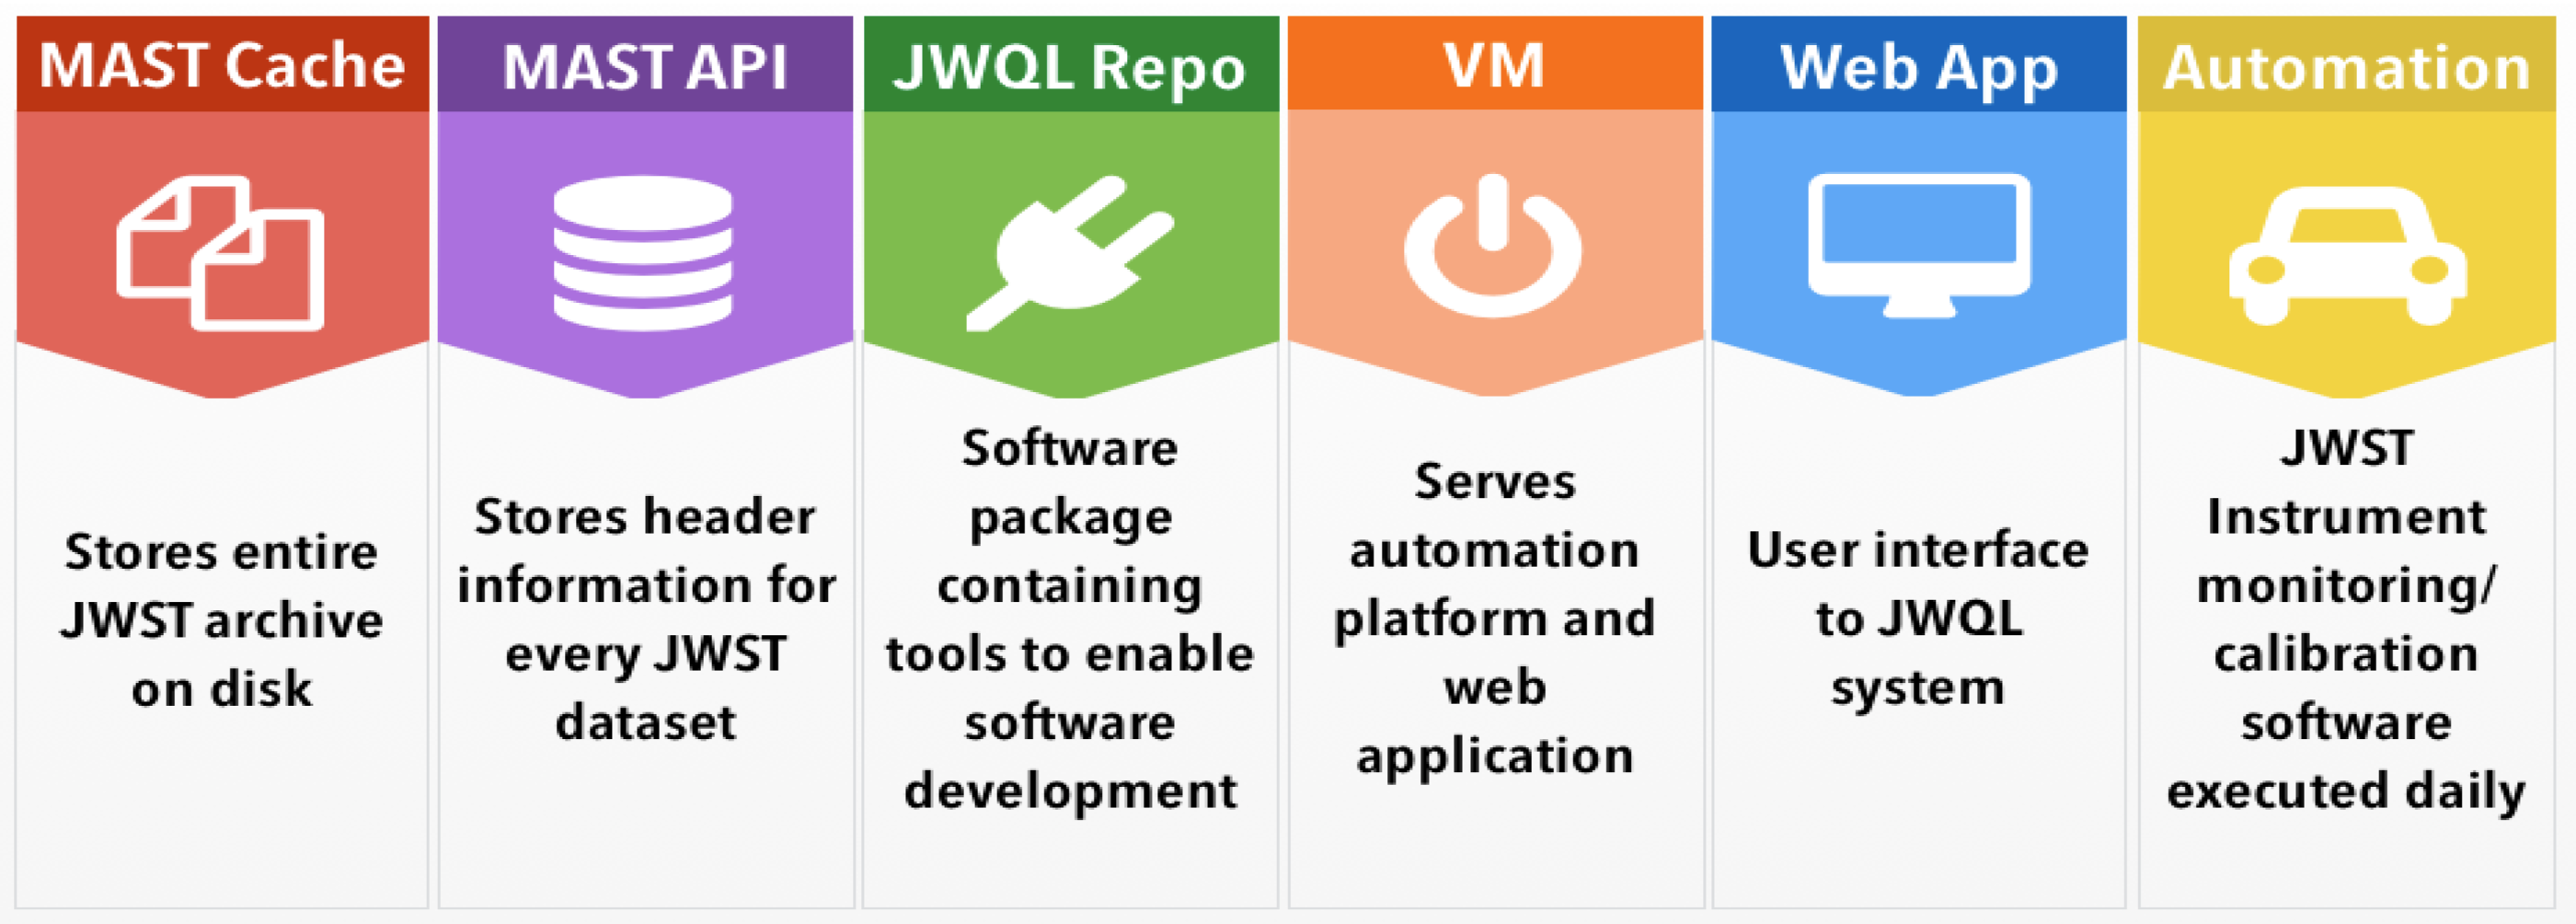 MAST Cache
Stores entire
JWST archive
on disk
MAST API
Stores header
information for
every JWST
dataset
JWQL Repo
Software
package
containing
tools to enable
software
development
VM
Serves
automation
platform and
web
application
Web App
User interface
to JWQL
system
Automation
JWST
Instrument
monitoring/
calibration
software
executed daily